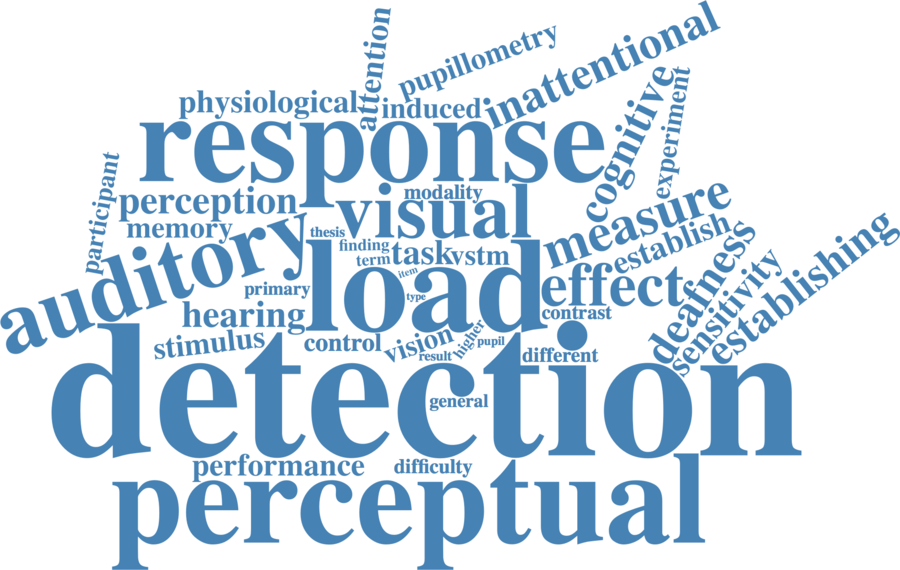 attention
pupillometry
inattentional
physiological
induced
cognitive
experiment
response
participant
perception
modality
visual
measure
memory
thesis
auditory
finding
task
vstm
establish
term
item
load
effect
deafness
sensitivity
establishing
primary
type
hearing
contrast
stimulus
control
vision
higher
pupil
result
different
detection
general
performance
difficulty
perceptual